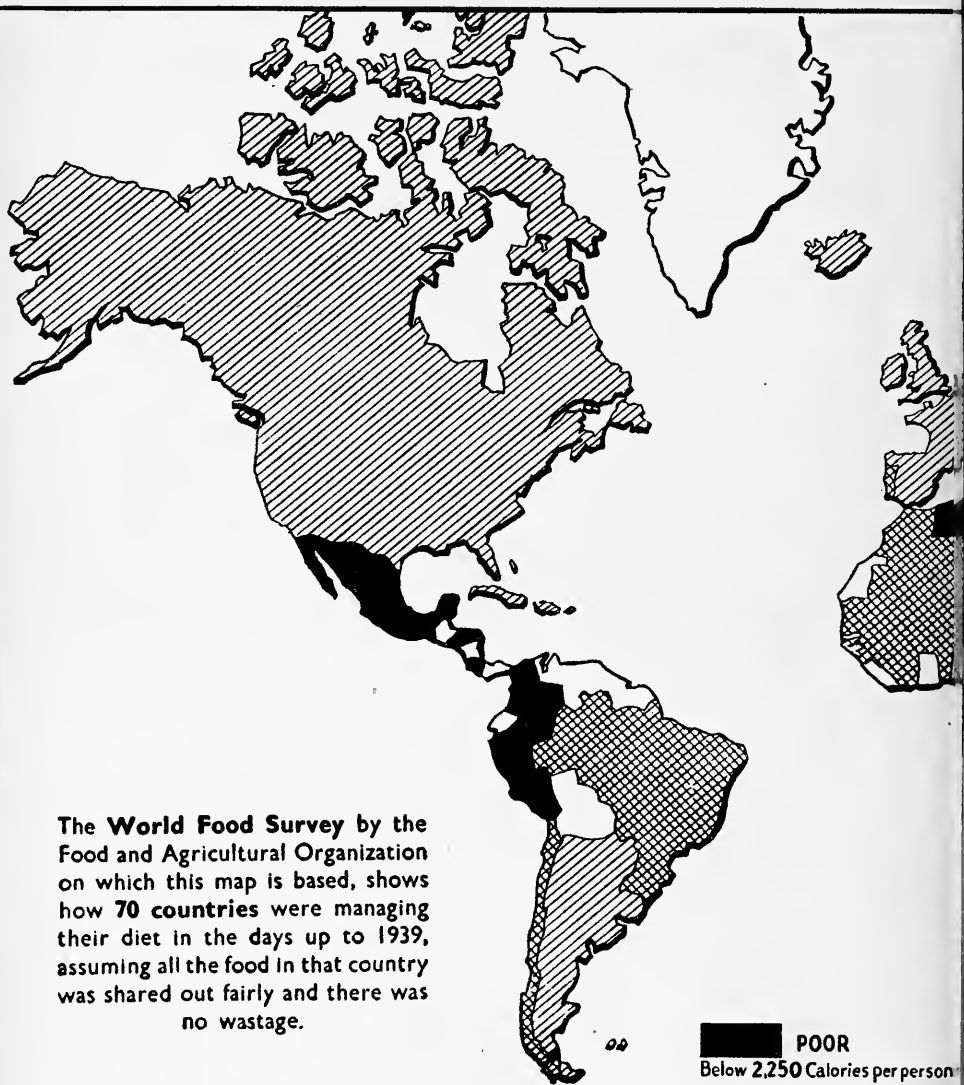 The World Food Survey by the
Food and Agricultural Organization
on which this map is based, shows
how 70 countries were managing
their diet in the days up to 1939,
assuming all the food in that country
was shared out fairly and there was
no wastage.
POOR
Below 2,250 Calories per person